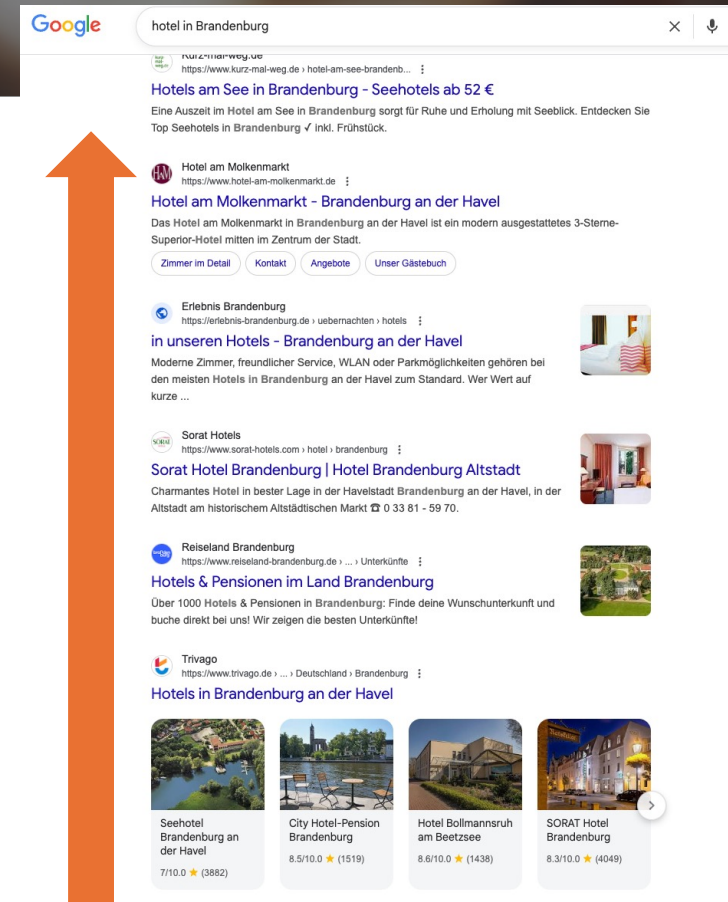 Google
hotel in Brandenburg
kurz-mal-weg.de
https://www.kurz-mal-weg.de › hotel-am-see-brandenb...
Hotels am See in Brandenburg - Seehotels ab 52 €
Eine Auszeit im Hotel am See in Brandenburg sorgt für Ruhe und Erholung mit Seeblick. Entdecken Sie
Top Seehotels in Brandenburg ✓ inkl. Frühstück.
HAM
Hotel am Molkenmarkt
https://www.hotel-am-molkenmarkt.de
Hotel am Molkenmarkt - Brandenburg an der Havel
Das Hotel am Molkenmarkt in Brandenburg an der Havel ist ein modern ausgestattetes 3-Sterne-
Superior-Hotel mitten im Zentrum der Stadt.
Zimmer im Detail
Kontakt
Angebote
Unser Gästebuch
Erlebnis Brandenburg
https://erlebnis-brandenburg.de › uebernachten › hotels
in unseren Hotels - Brandenburg an der Havel
Moderne Zimmer, freundlicher Service, WLAN oder Parkmöglichkeiten gehören bei
den meisten Hotels in Brandenburg an der Havel zum Standard. Wer Wert auf
kurze ...
SORAT
Sorat Hotels
https://www.sorat-hotels.com › hotel › brandenburg
Sorat Hotel Brandenburg | Hotel Brandenburg Altstadt
Charmantes Hotel in bester Lage in der Havelstadt Brandenburg an der Havel, in der
Altstadt am historischem Altstädtischen Markt ☎ 0 33 81 - 59 70.
Reiseland Brandenburg
https://www.reiseland-brandenburg.de › ... › Unterkünfte
Hotels & Pensionen im Land Brandenburg
Über 1000 Hotels & Pensionen in Brandenburg: Finde deine Wunschunterkunft und
buche direkt bei uns! Wir zeigen die besten Unterkünfte!
Trivago
https://www.trivago.de › ... › Deutschland › Brandenburg
Hotels in Brandenburg an der Havel
Seehotel
Brandenburg an
der Havel
7/10.0 ★ (3882)
City Hotel-Pension
Brandenburg
8.5/10.0 ★ (1519)
Hotel Bollmannsruh
am Beetzsee
8.6/10.0 ★ (1438)
SORAT Hotel
Brandenburg
8.3/10.0 ★ (4049)